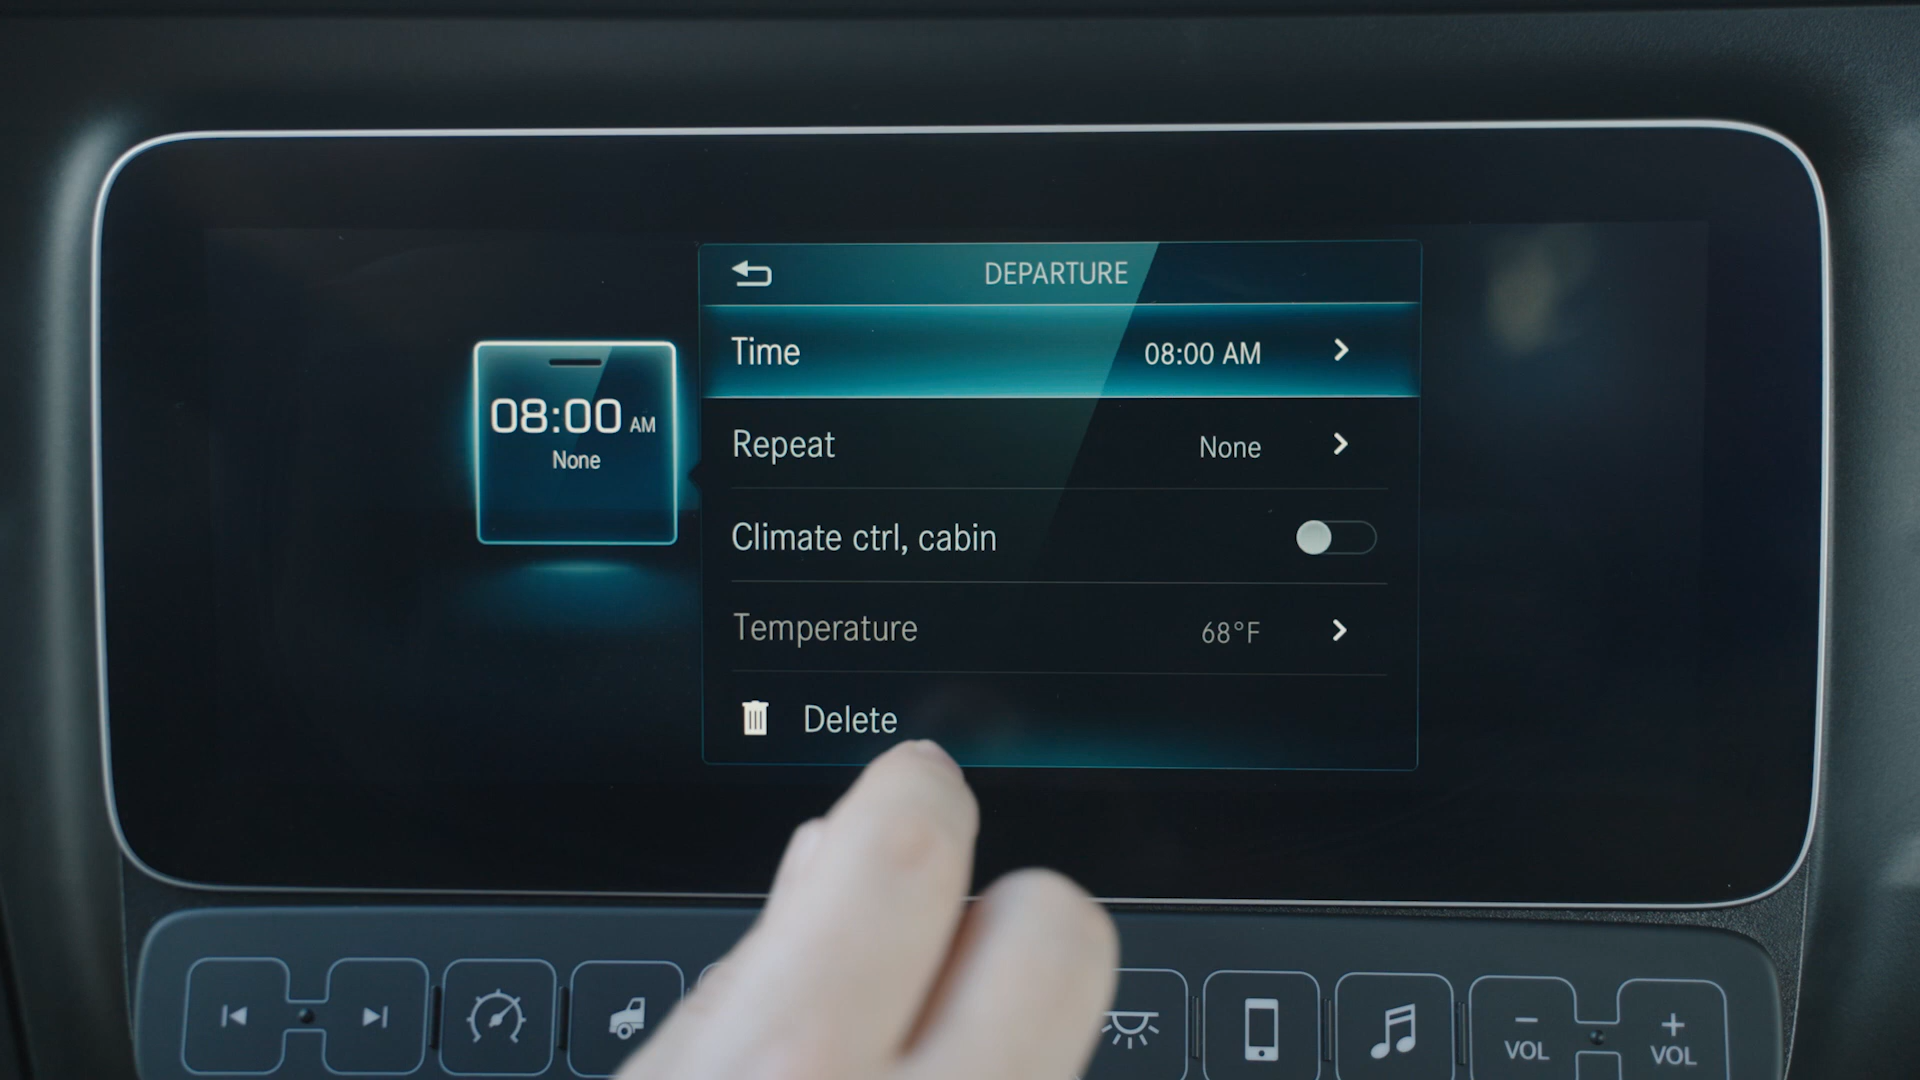 DEPARTURE
Time 08:00 AM
08:00 AM
None
Repeat None
Climate ctrl, cabin
Temperature 68°F
Delete
VOL
VOL